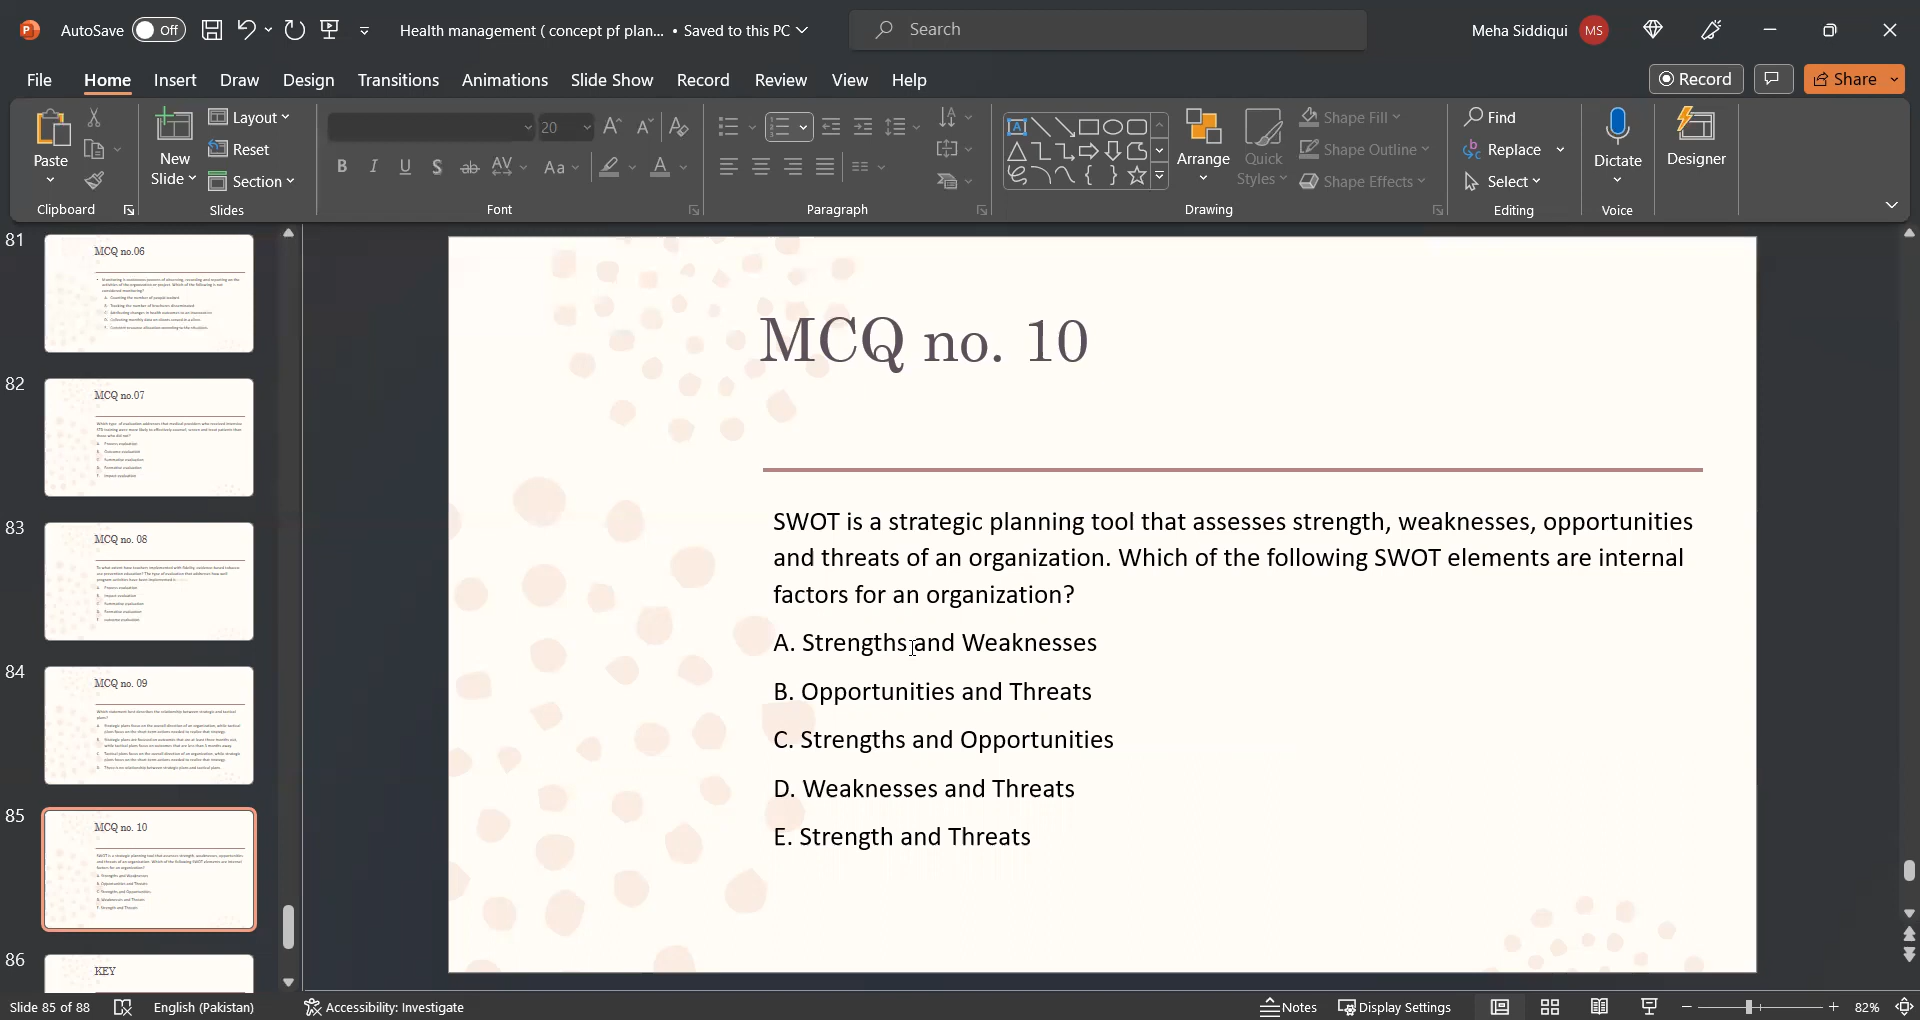 AutoSave Off Health management ( concept pf plan... • Saved to this PC Search Meha Siddiqui MS
File Home Insert Draw Design Transitions Animations Slide Show Record Review View Help Record Share
Paste
New
Slide
Layout
Reset
Section
20
B I U S ab AV Aa A
Arrange
Quick
Styles
Shape Fill
Shape Outline
Shape Effects
Find
Replace
Select
Dictate
Designer
Clipboard Slides Font Paragraph Drawing Editing Voice
81
MCQ no.06
82
MCQ no.07
83
MCQ no. 08
84
MCQ no. 09
85
MCQ no. 10
86
KEY
MCQ no. 10
SWOT is a strategic planning tool that assesses strength, weaknesses, opportunities
and threats of an organization. Which of the following SWOT elements are internal
factors for an organization?
A. Strengths and Weaknesses
B. Opportunities and Threats
C. Strengths and Opportunities
D. Weaknesses and Threats
E. Strength and Threats
Slide 85 of 88 English (Pakistan) Accessibility: Investigate Notes Display Settings 82%